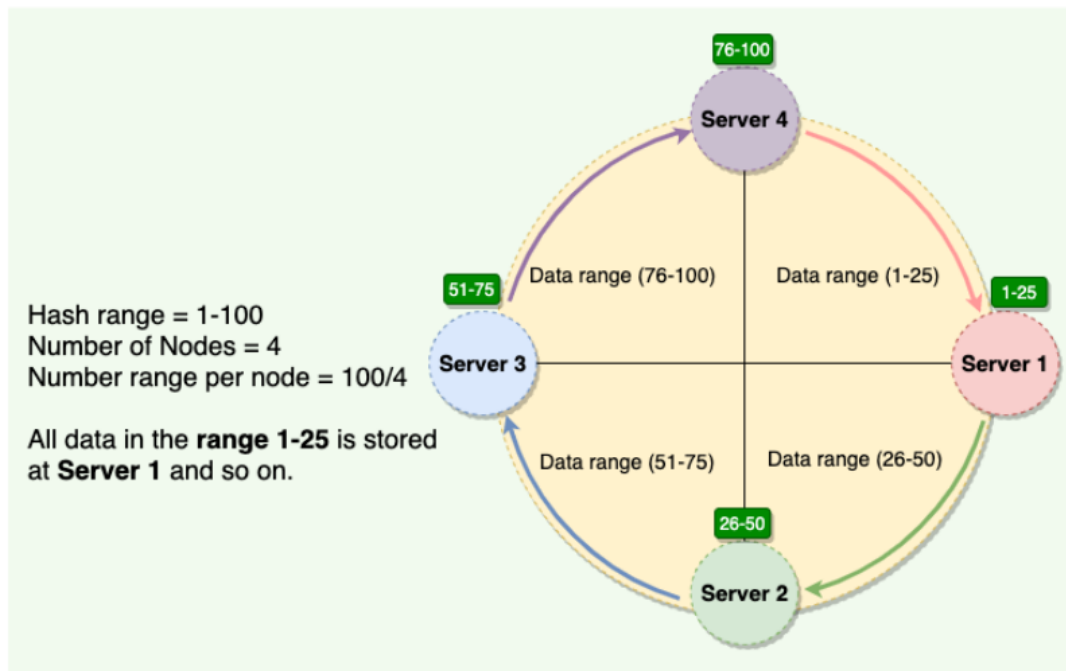 76-100
Server 4
Data range (76-100)
Data range (1-25)
51-75
1-25
Hash range = 1-100
Number of Nodes = 4
Number range per node = 100/4
Server 3
Server 1
All data in the range 1-25 is stored
at Server 1 and so on.
Data range (51-75)
Data range (26-50)
26-50
Server 2